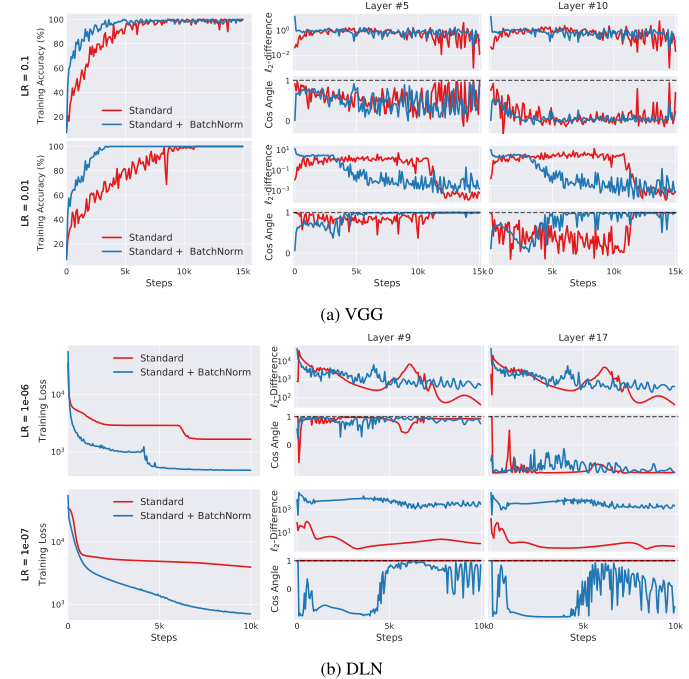 Layer #5
Layer #10
LR = 0.1
Training Accuracy (%)
100
80
60
40
20
Standard
Standard + BatchNorm
ℓ2-difference
10^0
10^−2
Cos Angle
1
0
LR = 0.01
Training Accuracy (%)
100
80
60
40
20
Standard
Standard + BatchNorm
ℓ2-difference
10^1
10^−1
10^−3
Cos Angle
1
0
0
5k
10k
15k
Steps
0
5k
10k
15k
Steps
0
5k
10k
15k
Steps
(a) VGG
Layer #9
Layer #17
LR = 1e-06
Training Loss
10^4
10^3
Standard
Standard + BatchNorm
ℓ2-Difference
10^4
10^3
10^2
Cos Angle
1
0
LR = 1e-07
Training Loss
10^4
10^3
Standard
Standard + BatchNorm
ℓ2-Difference
10^3
10^1
Cos Angle
1
0
0
5k
10k
Steps
0
5k
10k
Steps
0
5k
10k
Steps
(b) DLN